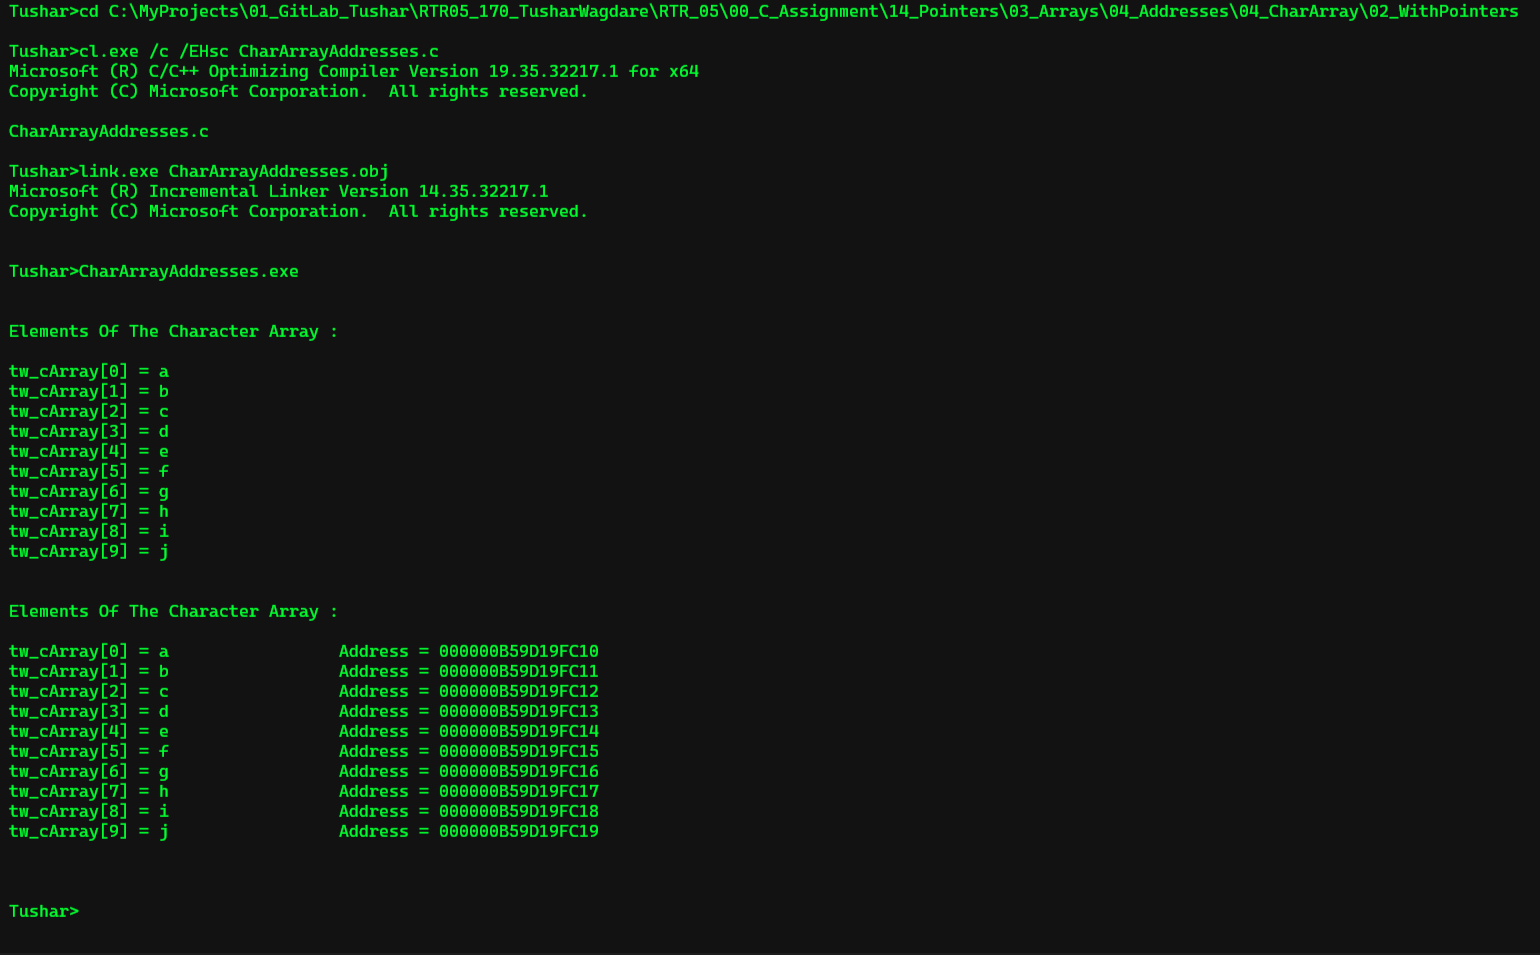 Tushar>cd C:\MyProjects\01_GitLab_Tushar\RTR05_170_TusharWagdare\RTR_05\00_C_Assignment\14_Pointers\03_Arrays\04_Addresses\04_CharArray\02_WithPointers
Tushar>cl.exe /c /EHsc CharArrayAddresses.c
Microsoft (R) C/C++ Optimizing Compiler Version 19.35.32217.1 for x64
Copyright (C) Microsoft Corporation.  All rights reserved.
CharArrayAddresses.c
Tushar>link.exe CharArrayAddresses.obj
Microsoft (R) Incremental Linker Version 14.35.32217.1
Copyright (C) Microsoft Corporation.  All rights reserved.
Tushar>CharArrayAddresses.exe
Elements Of The Character Array :
tw_cArray[0] = a
tw_cArray[1] = b
tw_cArray[2] = c
tw_cArray[3] = d
tw_cArray[4] = e
tw_cArray[5] = f
tw_cArray[6] = g
tw_cArray[7] = h
tw_cArray[8] = i
tw_cArray[9] = j
Elements Of The Character Array :
tw_cArray[0] = a                 Address = 000000B59D19FC10
tw_cArray[1] = b                 Address = 000000B59D19FC11
tw_cArray[2] = c                 Address = 000000B59D19FC12
tw_cArray[3] = d                 Address = 000000B59D19FC13
tw_cArray[4] = e                 Address = 000000B59D19FC14
tw_cArray[5] = f                 Address = 000000B59D19FC15
tw_cArray[6] = g                 Address = 000000B59D19FC16
tw_cArray[7] = h                 Address = 000000B59D19FC17
tw_cArray[8] = i                 Address = 000000B59D19FC18
tw_cArray[9] = j                 Address = 000000B59D19FC19
Tushar>